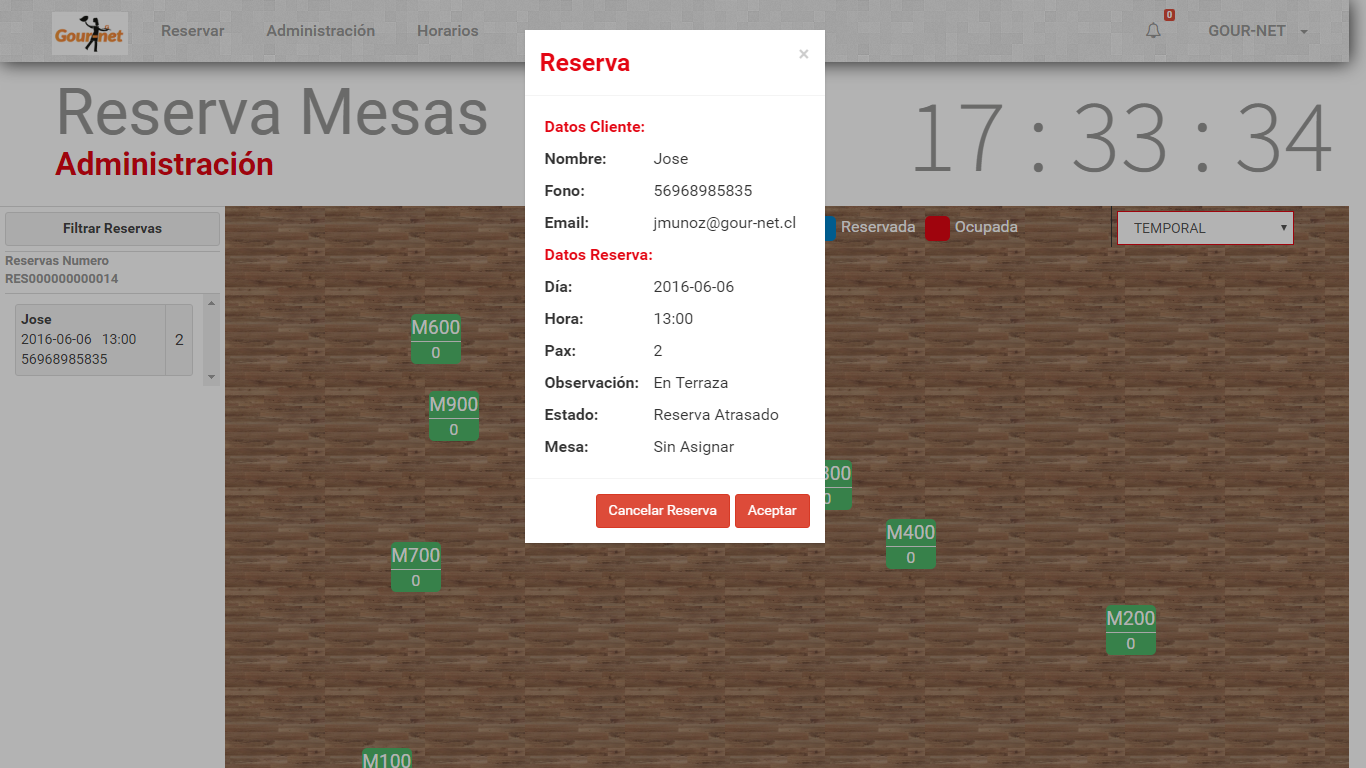 Gour-net
Reservar
Administración
Horarios
0
GOUR-NET
Reserva Mesas
Administración
17 : 33 : 34
Filtrar Reservas
Reservas Numero
RES000000000014
Jose
2016-06-06 13:00
56968985835
2
Reservada
Ocupada
TEMPORAL
M600
0
M900
0
300
0
M400
0
M700
0
M200
0
M100
Reserva
×
Datos Cliente:
Nombre: Jose
Fono: 56968985835
Email: jmunoz@gour-net.cl
Datos Reserva:
Día: 2016-06-06
Hora: 13:00
Pax: 2
Observación: En Terraza
Estado: Reserva Atrasado
Mesa: Sin Asignar
Cancelar Reserva
Aceptar